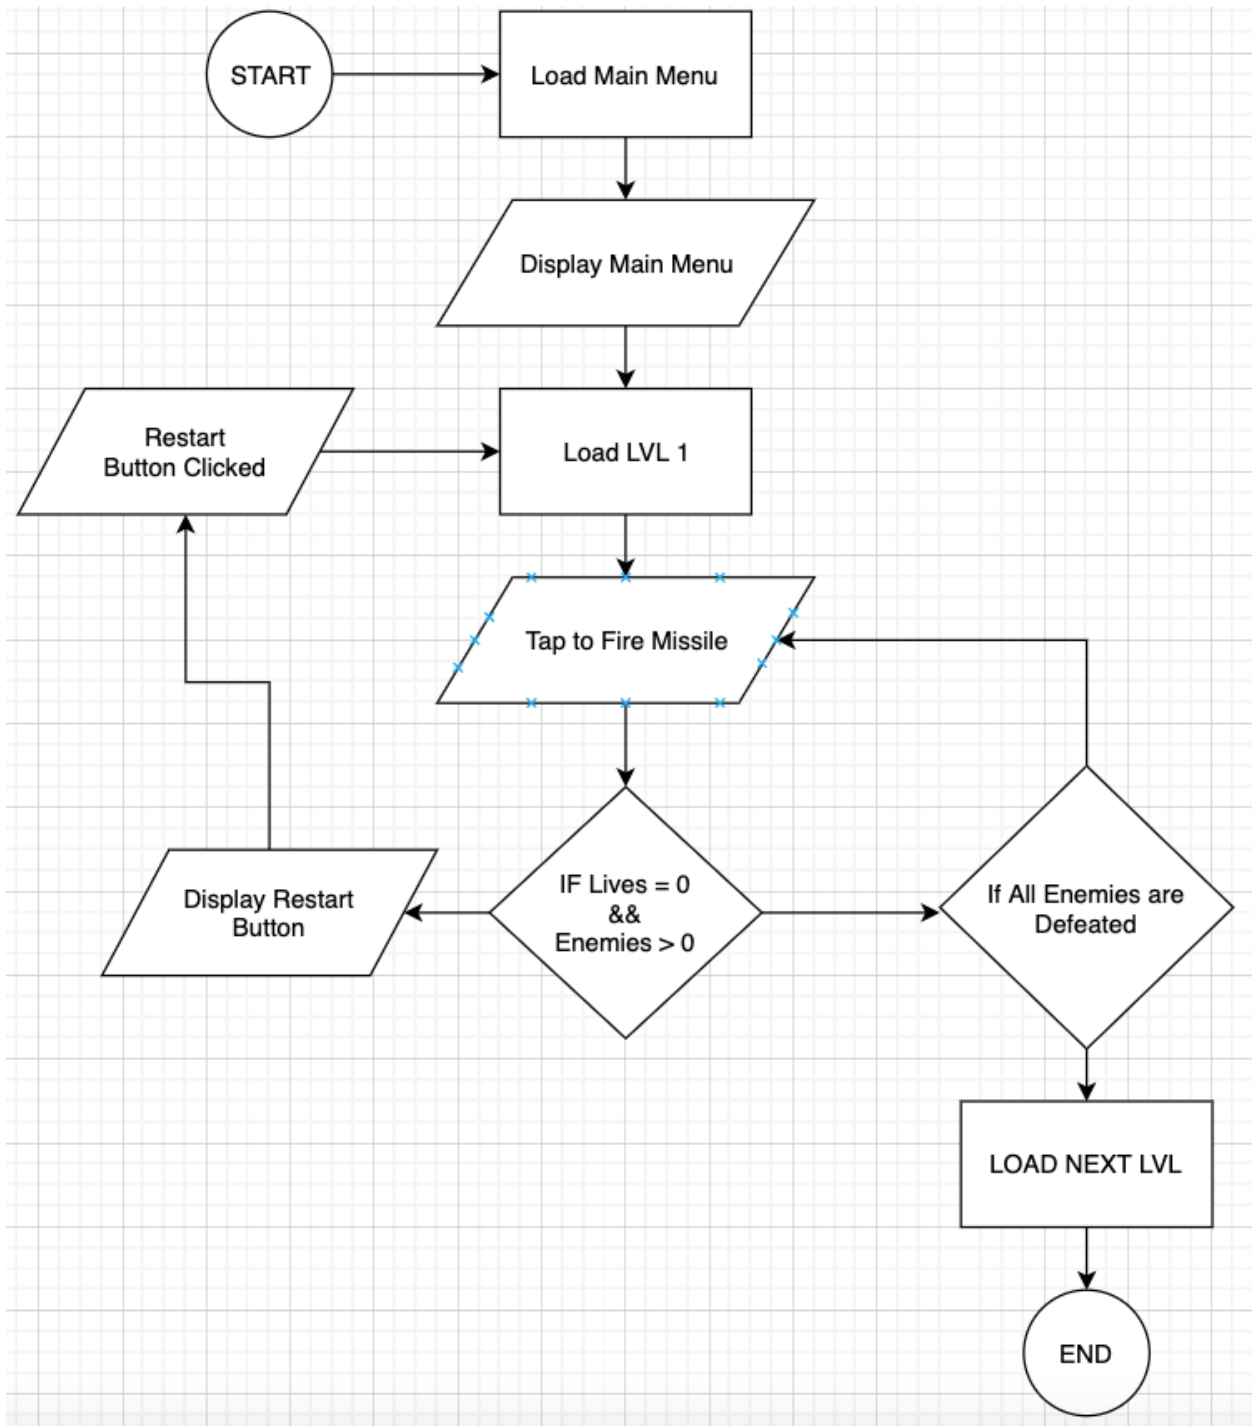 START
Load Main Menu
Display Main Menu
Restart
Button Clicked
Load LVL 1
Tap to Fire Missile
Display Restart
Button
IF Lives = 0
&&
Enemies > 0
If All Enemies are
Defeated
LOAD NEXT LVL
END